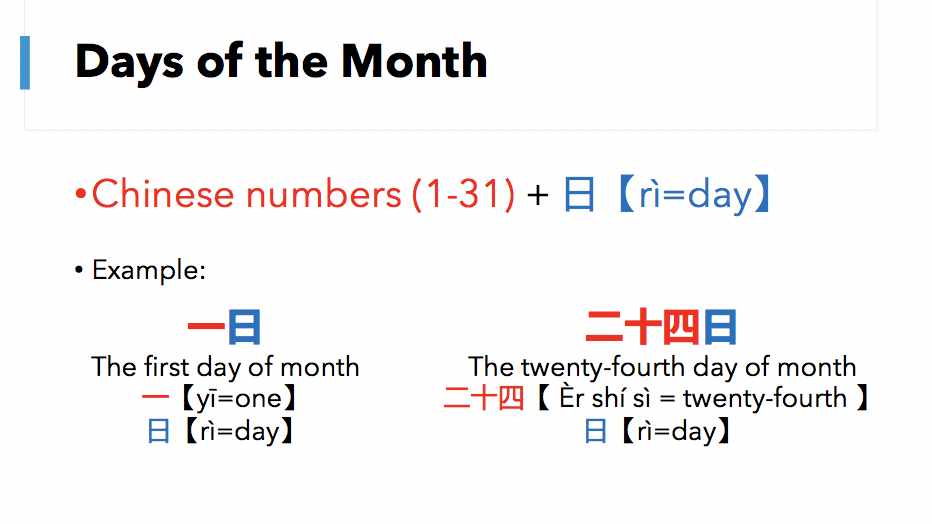 Days of the Month
•Chinese numbers (1-31) + 日【rì=day】
• Example:
一日
The first day of month
一【yī=one】
日【rì=day】
二十四日
The twenty-fourth day of month
二十四【 Èr shí sì = twenty-fourth 】
日【rì=day】